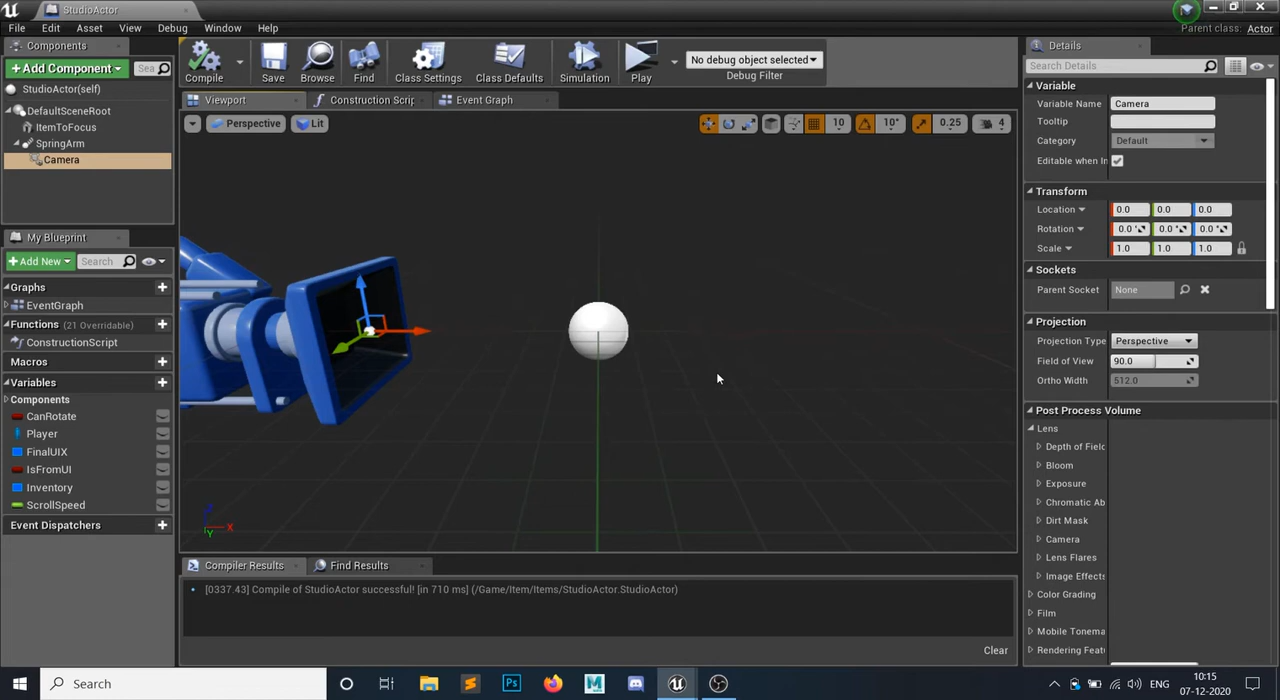 StudioActor
File Edit Asset View Debug Window Help
Parent class: Actor
Components
+ Add Component
Sea
StudioActor(self)
DefaultSceneRoot
ItemToFocus
SpringArm
Camera
Compile
Save
Browse
Find
Class Settings
Class Defaults
Simulation
Play
No debug object selected
Debug Filter
Viewport
Construction Scrip
Event Graph
Perspective
Lit
10
10°
0.25
4
X
Y
My Blueprint
+ Add New
Search
Graphs
EventGraph
Functions (21 Overridable)
ConstructionScript
Macros
Variables
Components
CanRotate
Player
FinalUIX
IsFromUI
Inventory
ScrollSpeed
Event Dispatchers
Compiler Results
Find Results
[0337.43] Compile of StudioActor successful! [in 710 ms] (/Game/Item/Items/StudioActor.StudioActor)
Clear
Details
Search Details
Variable
Variable Name Camera
Tooltip
Category Default
Editable when In
Transform
Location 0.0 0.0 0.0
Rotation 0.0 0.0 0.0
Scale 1.0 1.0 1.0
Sockets
Parent Socket None
Projection
Projection Type Perspective
Field of View 90.0
Ortho Width 512.0
Post Process Volume
Lens
Depth of Field
Bloom
Exposure
Chromatic Ab
Dirt Mask
Camera
Lens Flares
Image Effects
Color Grading
Film
Mobile Tonema
Rendering Feat
Search
Ps
M
ENG
10:15
07-12-2020